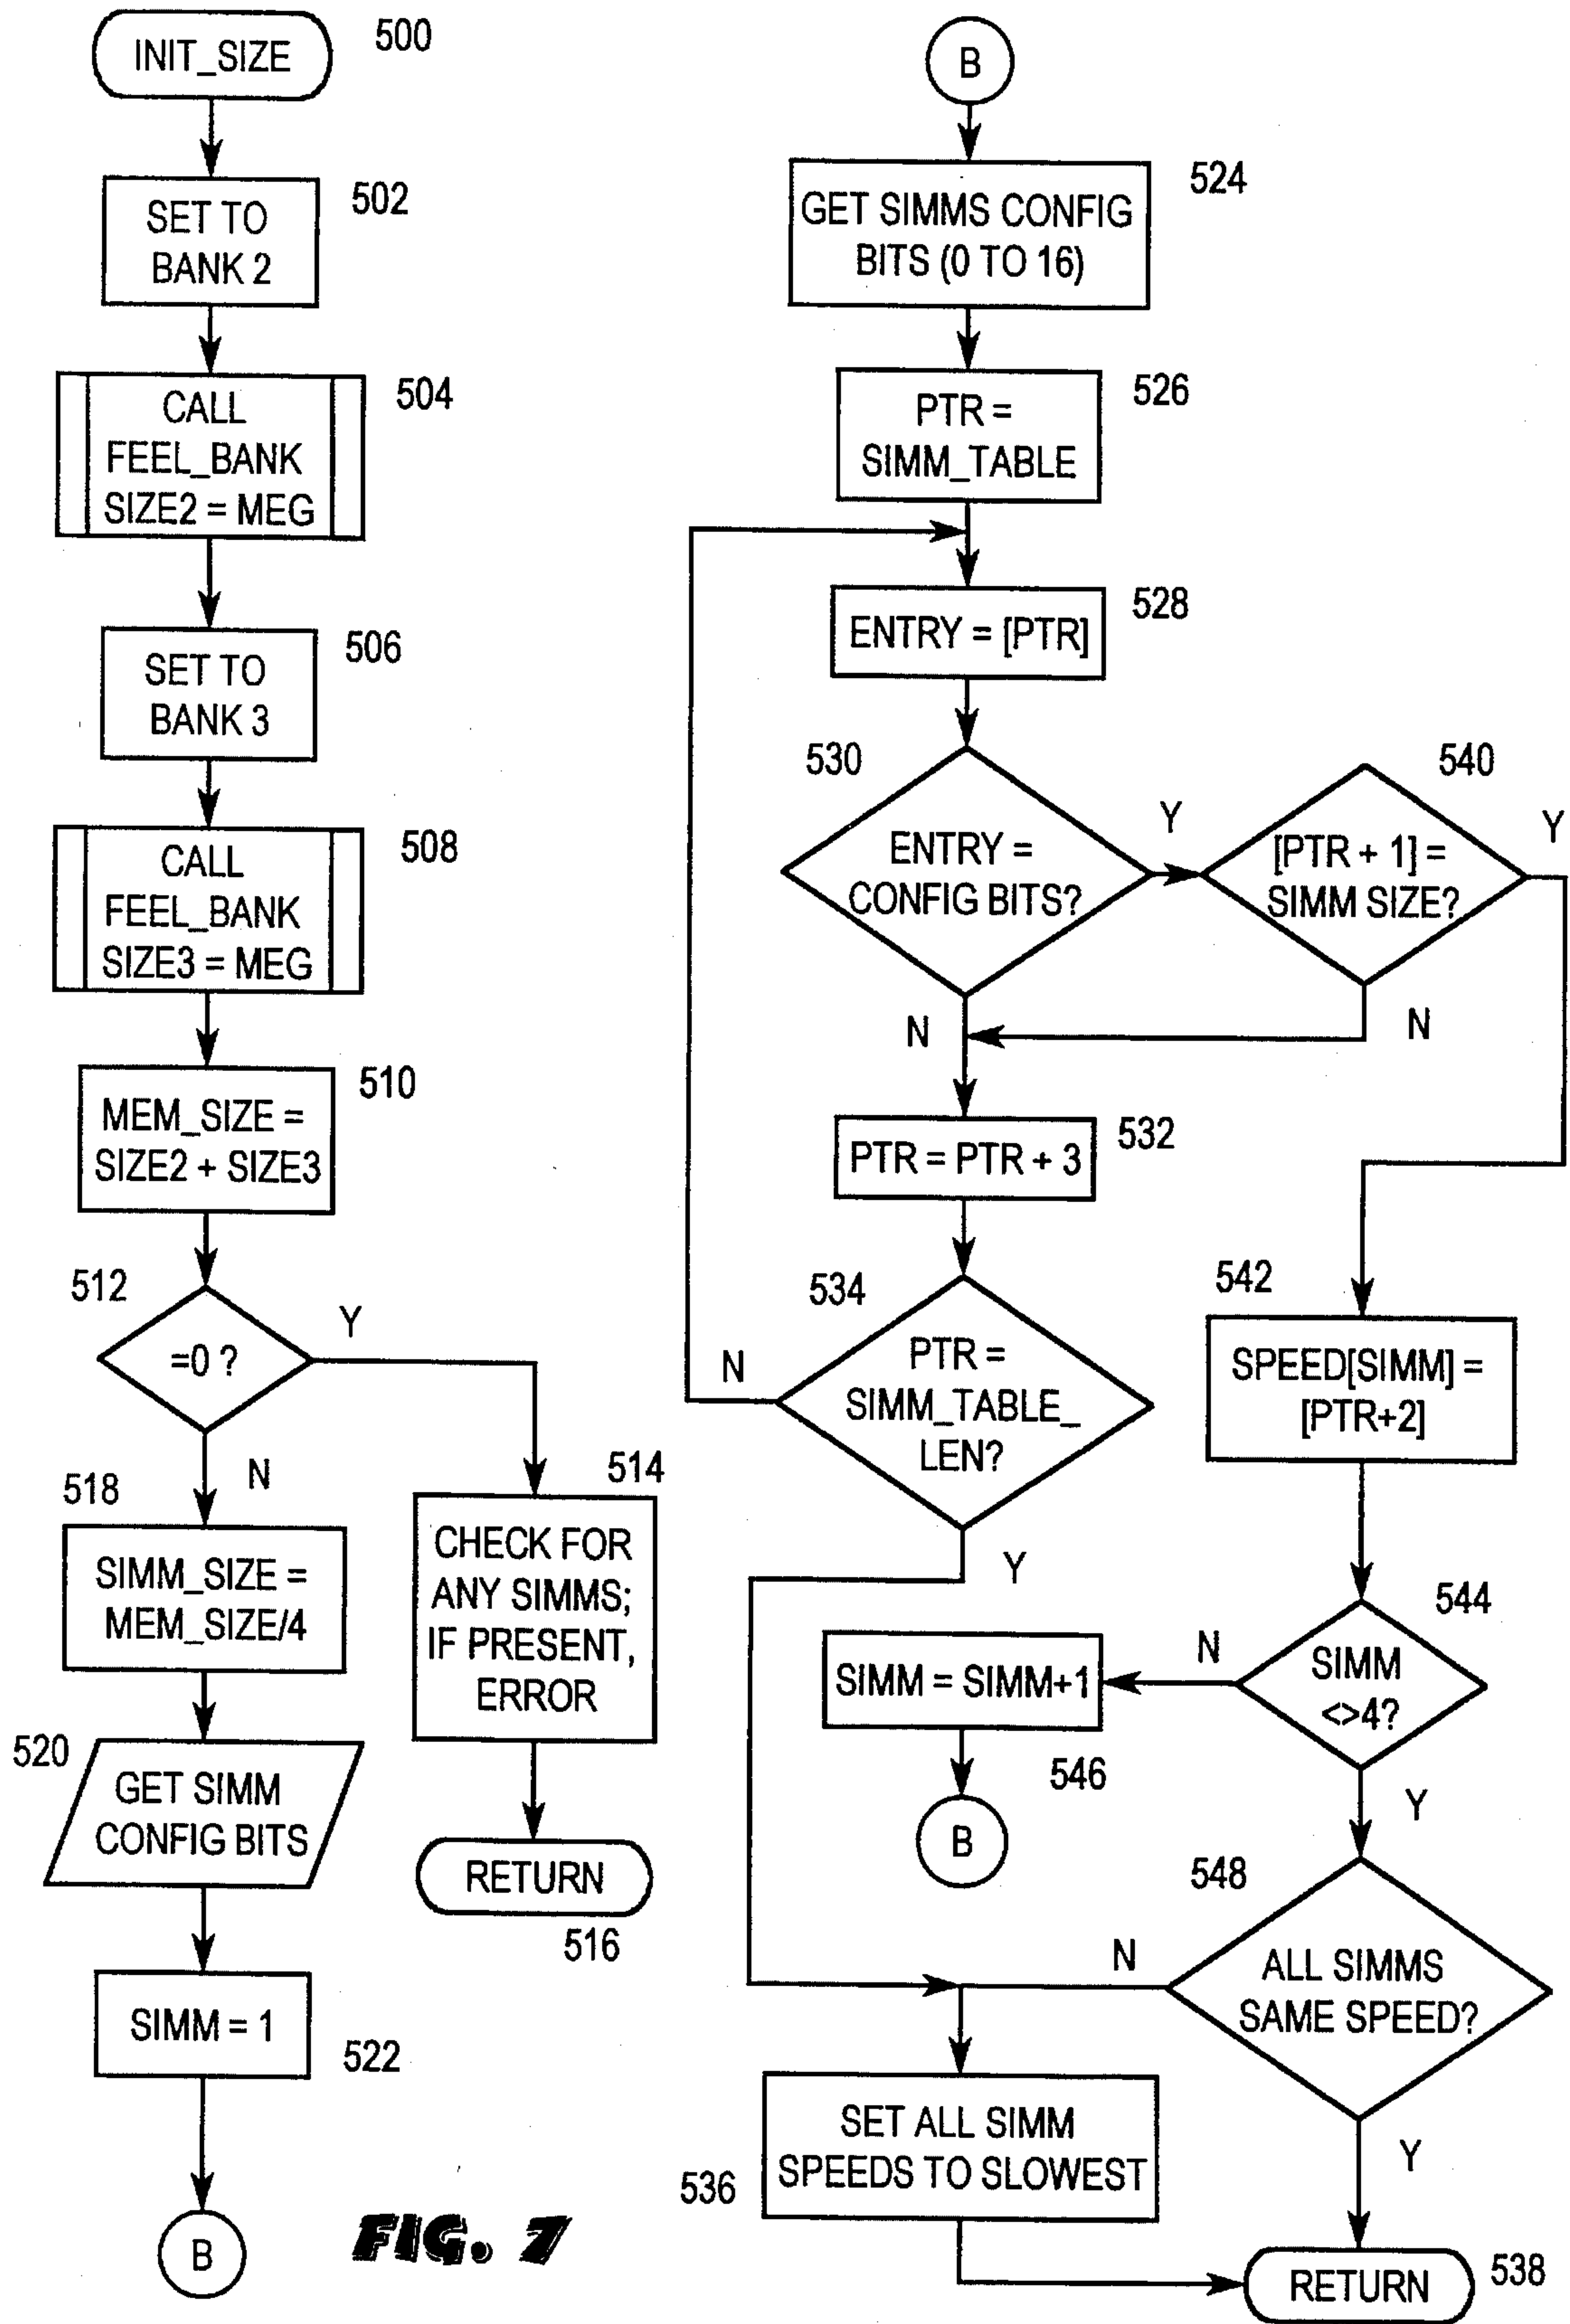 INIT_SIZE
500
SET TO
BANK 2
502
CALL
FEEL_BANK
SIZE2 = MEG
504
SET TO
BANK 3
506
CALL
FEEL_BANK
SIZE3 = MEG
508
MEM_SIZE =
SIZE2 + SIZE3
510
512
=0 ?
Y
N
514
CHECK FOR
ANY SIMMS;
IF PRESENT,
ERROR
RETURN
516
518
SIMM_SIZE =
MEM_SIZE/4
520
GET SIMM
CONFIG BITS
SIMM = 1
522
B
B
524
GET SIMMS CONFIG
BITS (0 TO 16)
526
PTR =
SIMM_TABLE
528
ENTRY = [PTR]
530
ENTRY =
CONFIG BITS?
Y
N
540
[PTR + 1] =
SIMM SIZE?
Y
N
532
PTR = PTR + 3
534
PTR =
SIMM_TABLE_
LEN?
N
Y
542
SPEED[SIMM] =
[PTR+2]
544
SIMM
<>4?
N
Y
SIMM = SIMM+1
546
B
548
ALL SIMMS
SAME SPEED?
N
Y
SET ALL SIMM
SPEEDS TO SLOWEST
536
RETURN
538
FIG. 7